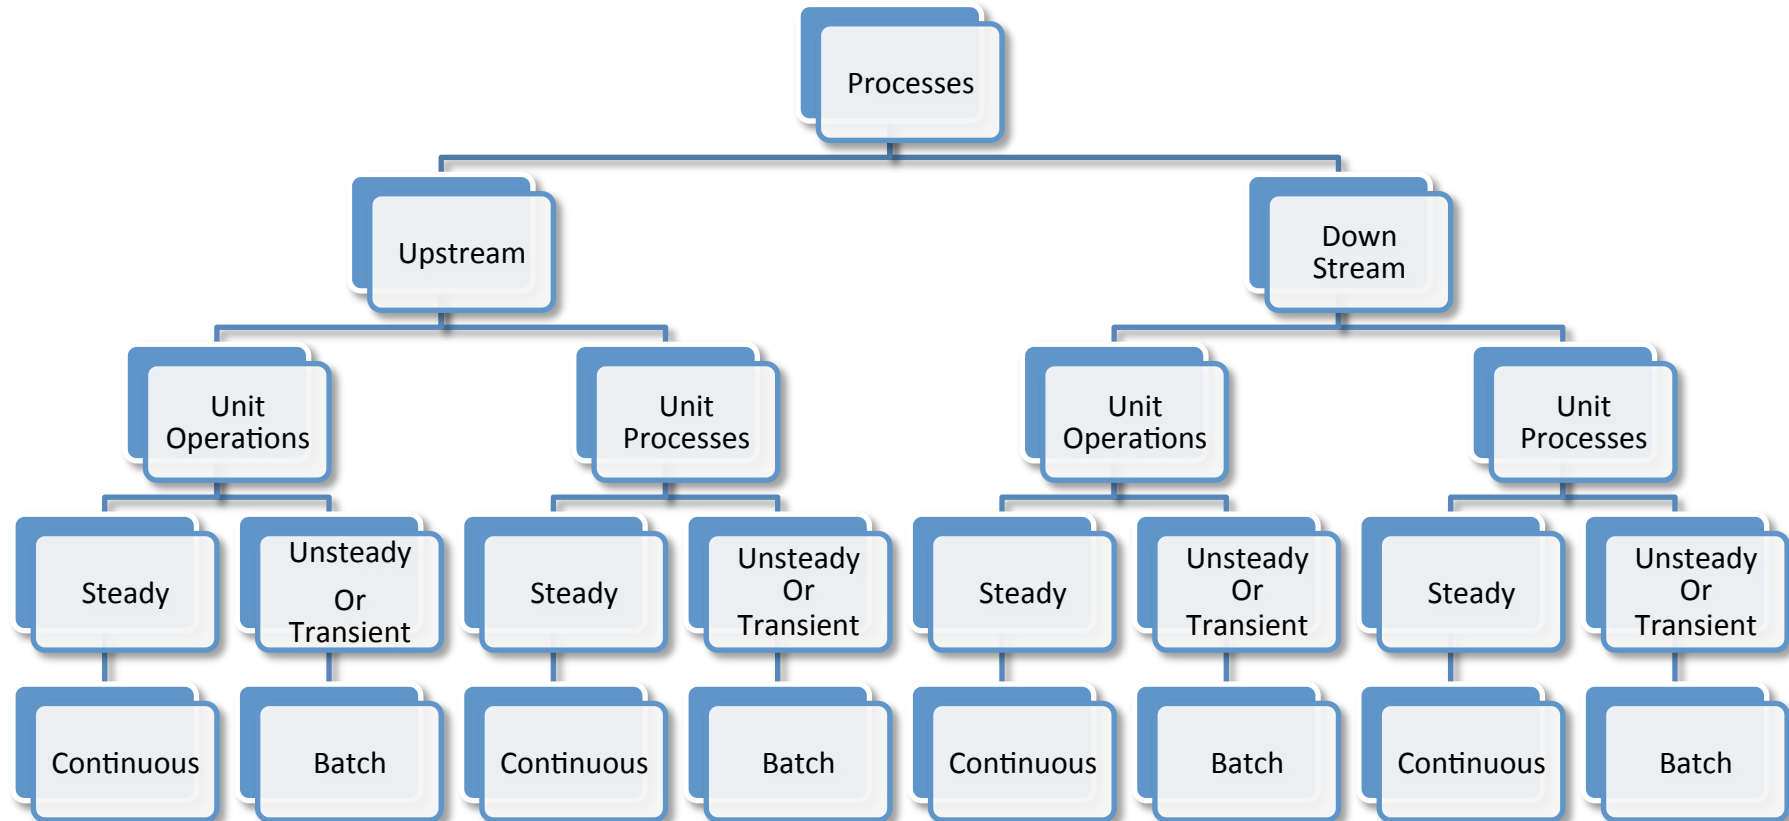 Processes
Upstream
Down
Stream
Unit
Operations
Unit
Processes
Unit
Operations
Unit
Processes
Steady
Unsteady
Or
Transient
Steady
Unsteady
Or
Transient
Steady
Unsteady
Or
Transient
Steady
Unsteady
Or
Transient
Continuous
Batch
Continuous
Batch
Continuous
Batch
Continuous
Batch